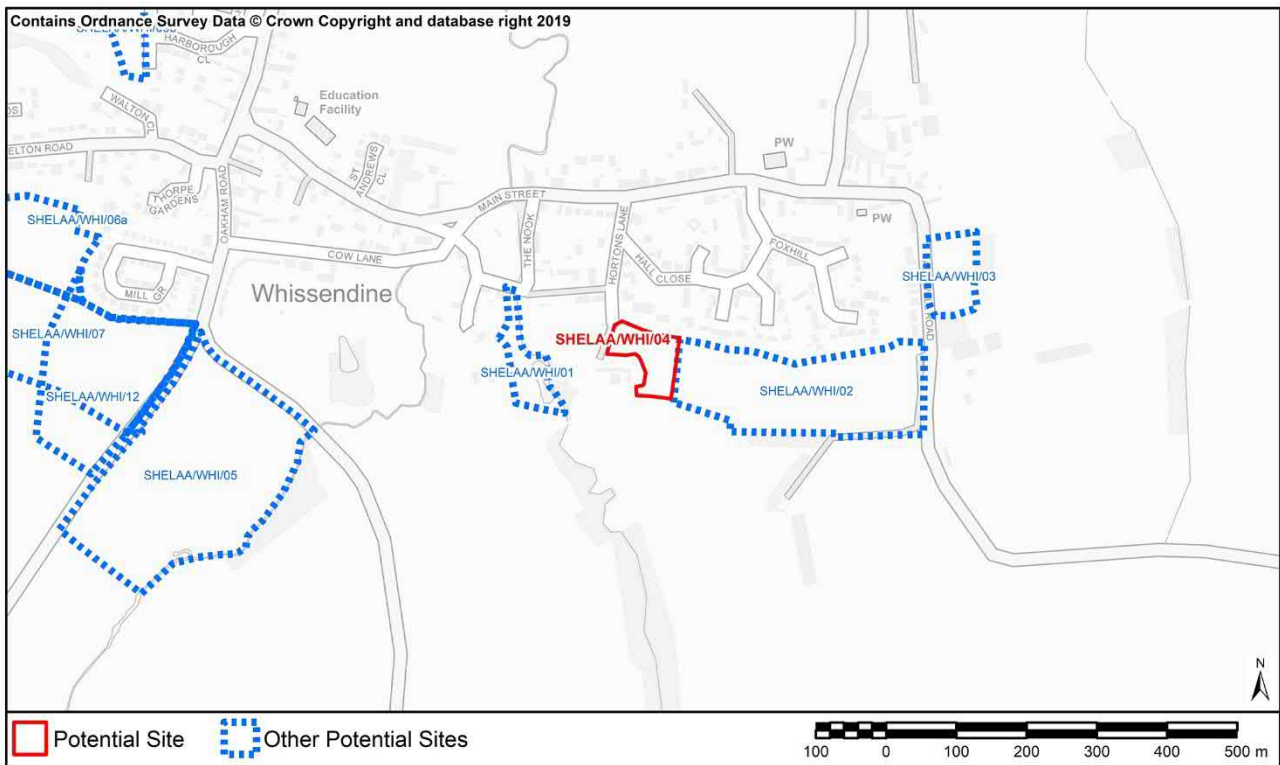 Contains Ordnance Survey Data © Crown Copyright and database right 2019
HARBOROUGH
CL
WALTON CL
Education
Facility
ELTON ROAD
THORPE
GARDENS
OAKHAM ROAD
ST
ANDREWS
CL
MAIN STREET
PW
THE NOOK
HORTONS LANE
HALL CLOSE
FOXHILL
PW
SHELAA/WHI/06a
COW LANE
MILL GR
Whissendine
SHELAA/WHI/03
ROAD
SHELAA/WHI/07
SHELAA/WHI/04
SHELAA/WHI/01
SHELAA/WHI/02
SHELAA/WHI/12
SHELAA/WHI/05
N
Potential Site
Other Potential Sites
100 0 100 200 300 400 500 m